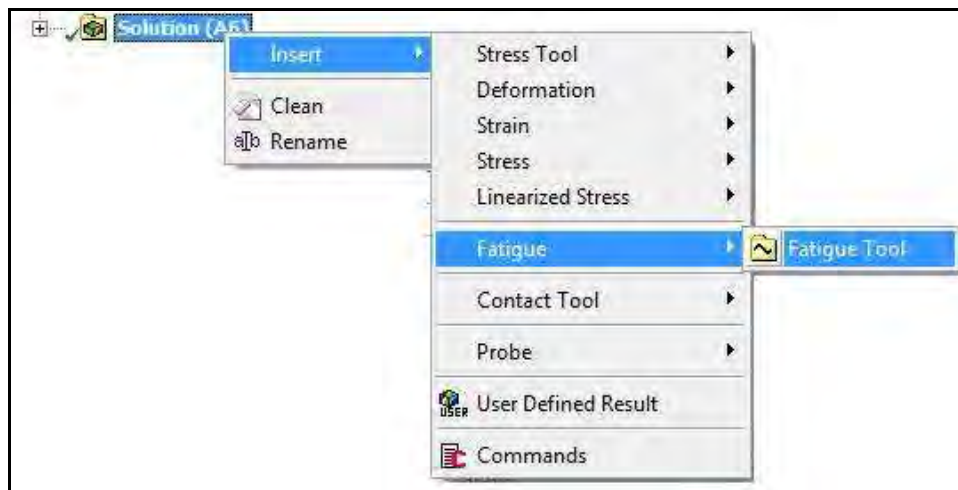 Solution (A6)
Insert
Clean
Rename
Stress Tool
Deformation
Strain
Stress
Linearized Stress
Fatigue
Fatigue Tool
Contact Tool
Probe
USER User Defined Result
Commands